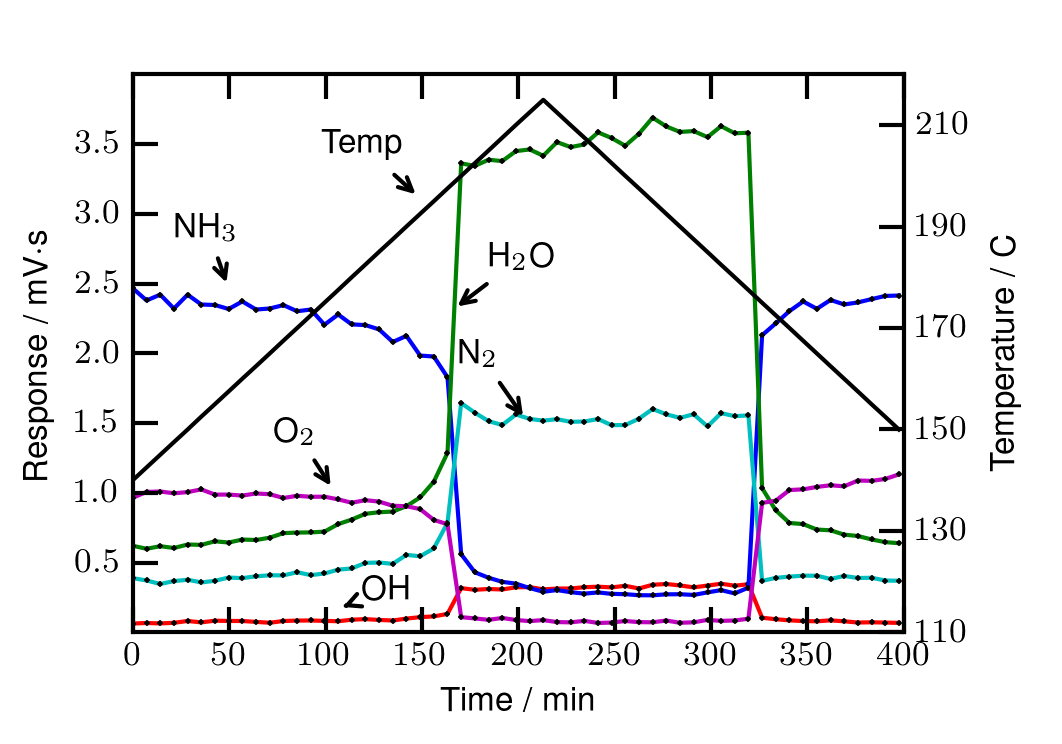 Temp
3.5
210
3.0
NH₃
190
H₂O
2.5
170
2.0
N₂
1.5
O₂
150
1.0
130
0.5
OH
110
0 50 100 150 200 250 300 350 400
Time / min
Response / mV·s
Temperature / C